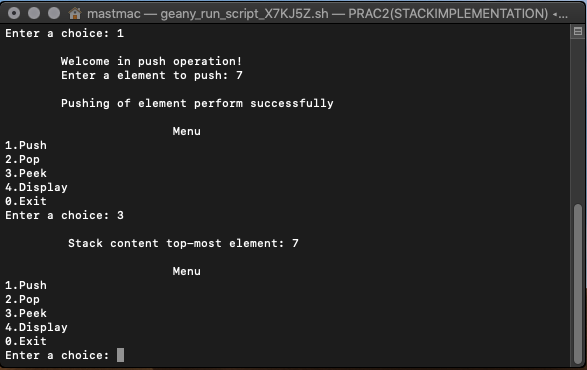 mastmac — geany_run_script_X7KJ5Z.sh — PRAC2(STACKIMPLEMENTATION) ◂...
Enter a choice: 1
Welcome in push operation!
Enter a element to push: 7
Pushing of element perform successfully
Menu
1.Push
2.Pop
3.Peek
4.Display
0.Exit
Enter a choice: 3
Stack content top-most element: 7
Menu
1.Push
2.Pop
3.Peek
4.Display
0.Exit
Enter a choice: